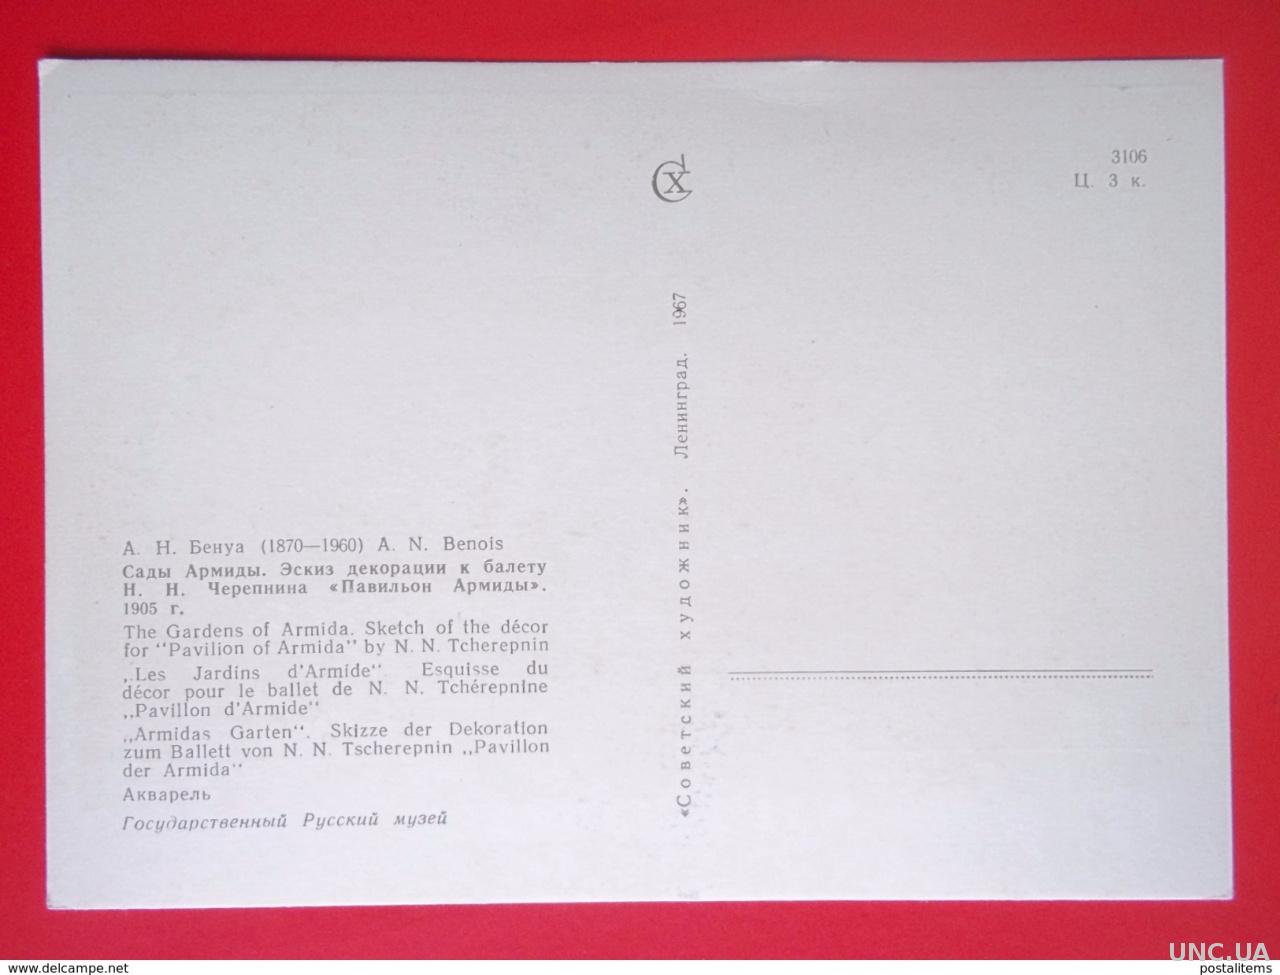 3106
Ц. 3 к.
СХ
«Советский художник». Ленинград. 1967
А. Н. Бенуа (1870—1960) A. N. Benois
Сады Армиды. Эскиз декорации к балету
Н. Н. Черепнина «Павильон Армиды».
1905 г.
The Gardens of Armida. Sketch of the décor
for "Pavilion of Armida" by N. N. Tcherepnin
„Les Jardins d'Armide". Esquisse du
décor pour le ballet de N. N. Tchérepnine
„Pavillon d'Armide"
„Armidas Garten". Skizze der Dekoration
zum Ballett von N. N. Tscherepnin „Pavillon
der Armida"
Акварель
Государственный Русский музей
UNC.UA
www.delcampe.net
postalitems